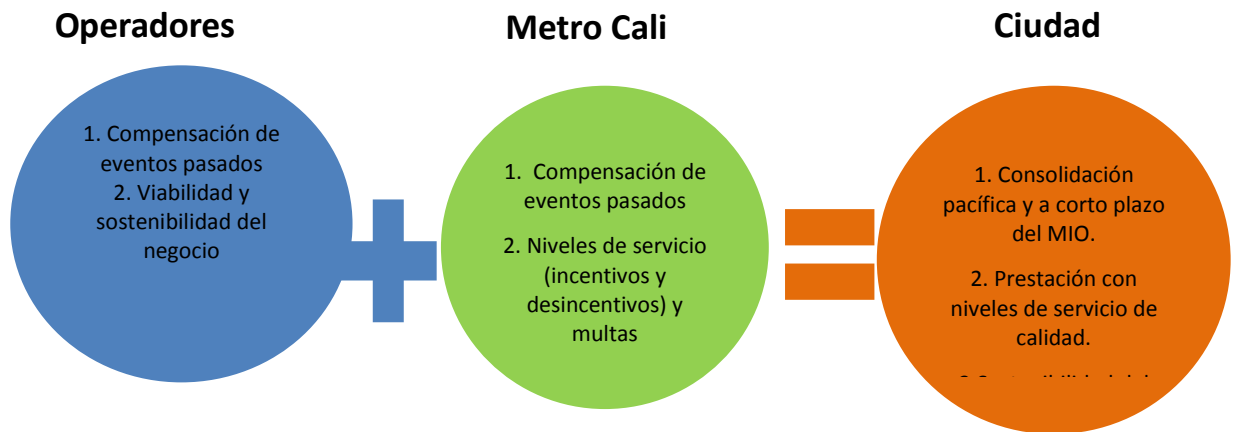 Operadores
1. Compensación de
eventos pasados
2. Viabilidad y
sostenibilidad del
negocio
Metro Cali
1. Compensación de
eventos pasados
2. Niveles de servicio
(incentivos y
desincentivos) y
multas
Ciudad
1. Consolidación
pacífica y a corto plazo
del MIO.
2. Prestación con
niveles de servicio de
calidad.